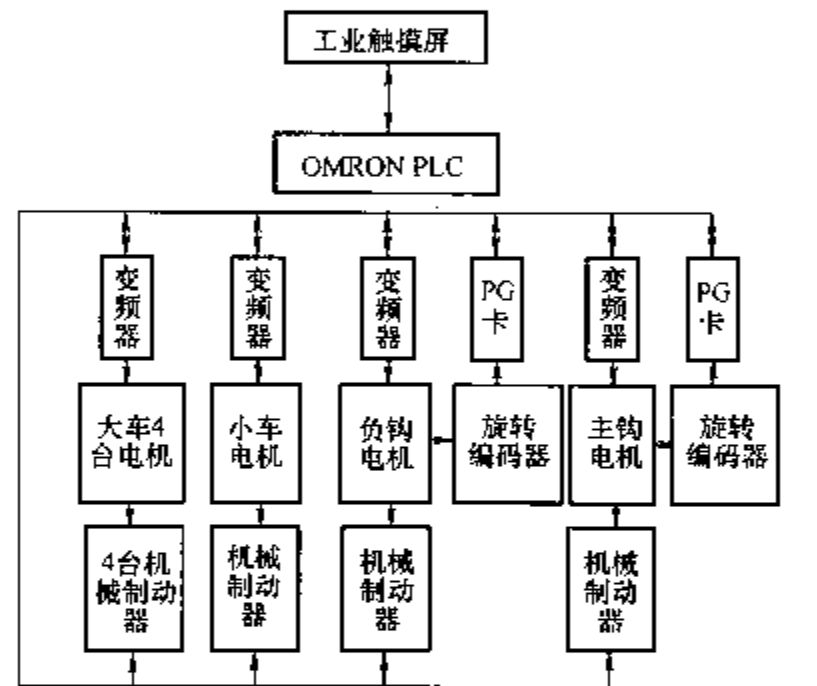 工业触摸屏
OMRON PLC
变
频
器
变
频
器
变
频
器
PG
卡
变
频
器
PG
卡
大车4
台电机
小车
电机
负钩
电机
旋转
编码器
主钩
电机
旋转
编码器
4台机
械制动
器
机械
制动
器
机械
制动
器
机械
制动
器